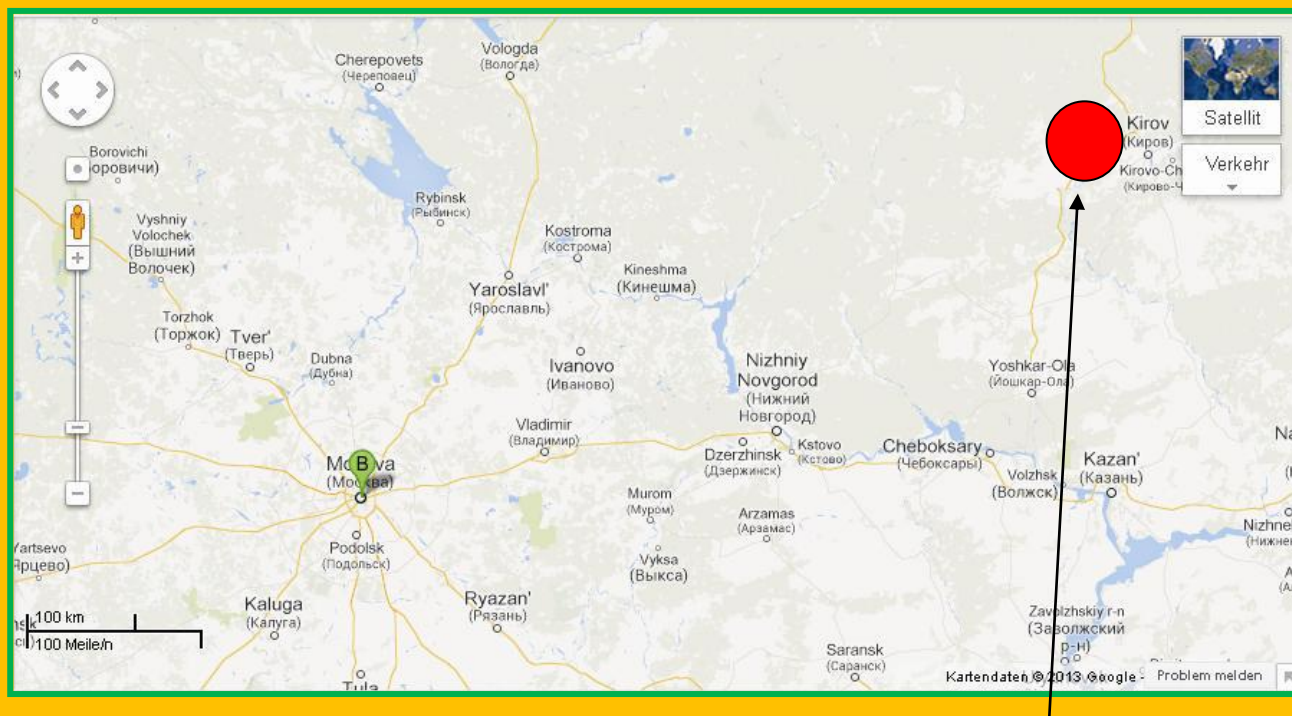 Cherepovets
(Череповец)
Vologda
(Вологда)
Satellit
Kirov
(Киров)
Borovichi
оровичи)
Verkehr
Kirovo-Ch
(Кирово-Ч
Rybinsk
(Рыбинск)
Vyshniy
Volochek
(Вышний
Волочек)
Kostroma
(Кострома)
Kineshma
(Кинешма)
Yaroslavl'
(Ярославль)
Torzhok
(Торжок)
Tver'
(Тверь)
Dubna
(Дубна)
Ivanovo
(Иваново)
Nizhniy
Novgorod
(Нижний
Новгород)
Yoshkar-Ola
(Йошкар-Ола)
Vladimir
(Владимир)
Dzerzhinsk
(Дзержинск)
Kstovo
(Кстово)
Cheboksary
(Чебоксары)
Volzhsk
(Волжск)
Kazan'
(Казань)
Na
B
(Москва)
Murom
(Муром)
Arzamas
(Арзамас)
Nizhne
(Нижне
Yartsevo
Ярцево)
Podolsk
(Подольск)
Vyksa
(Выкса)
Kaluga
(Калуга)
Ryazan'
(Рязань)
Zavolzhskiy r-n
(Заволжский
р-н)
100 km
100 Meile/n
Saransk
(Саранск)
Tula
Kartendaten © 2013 Google -
Problem melden